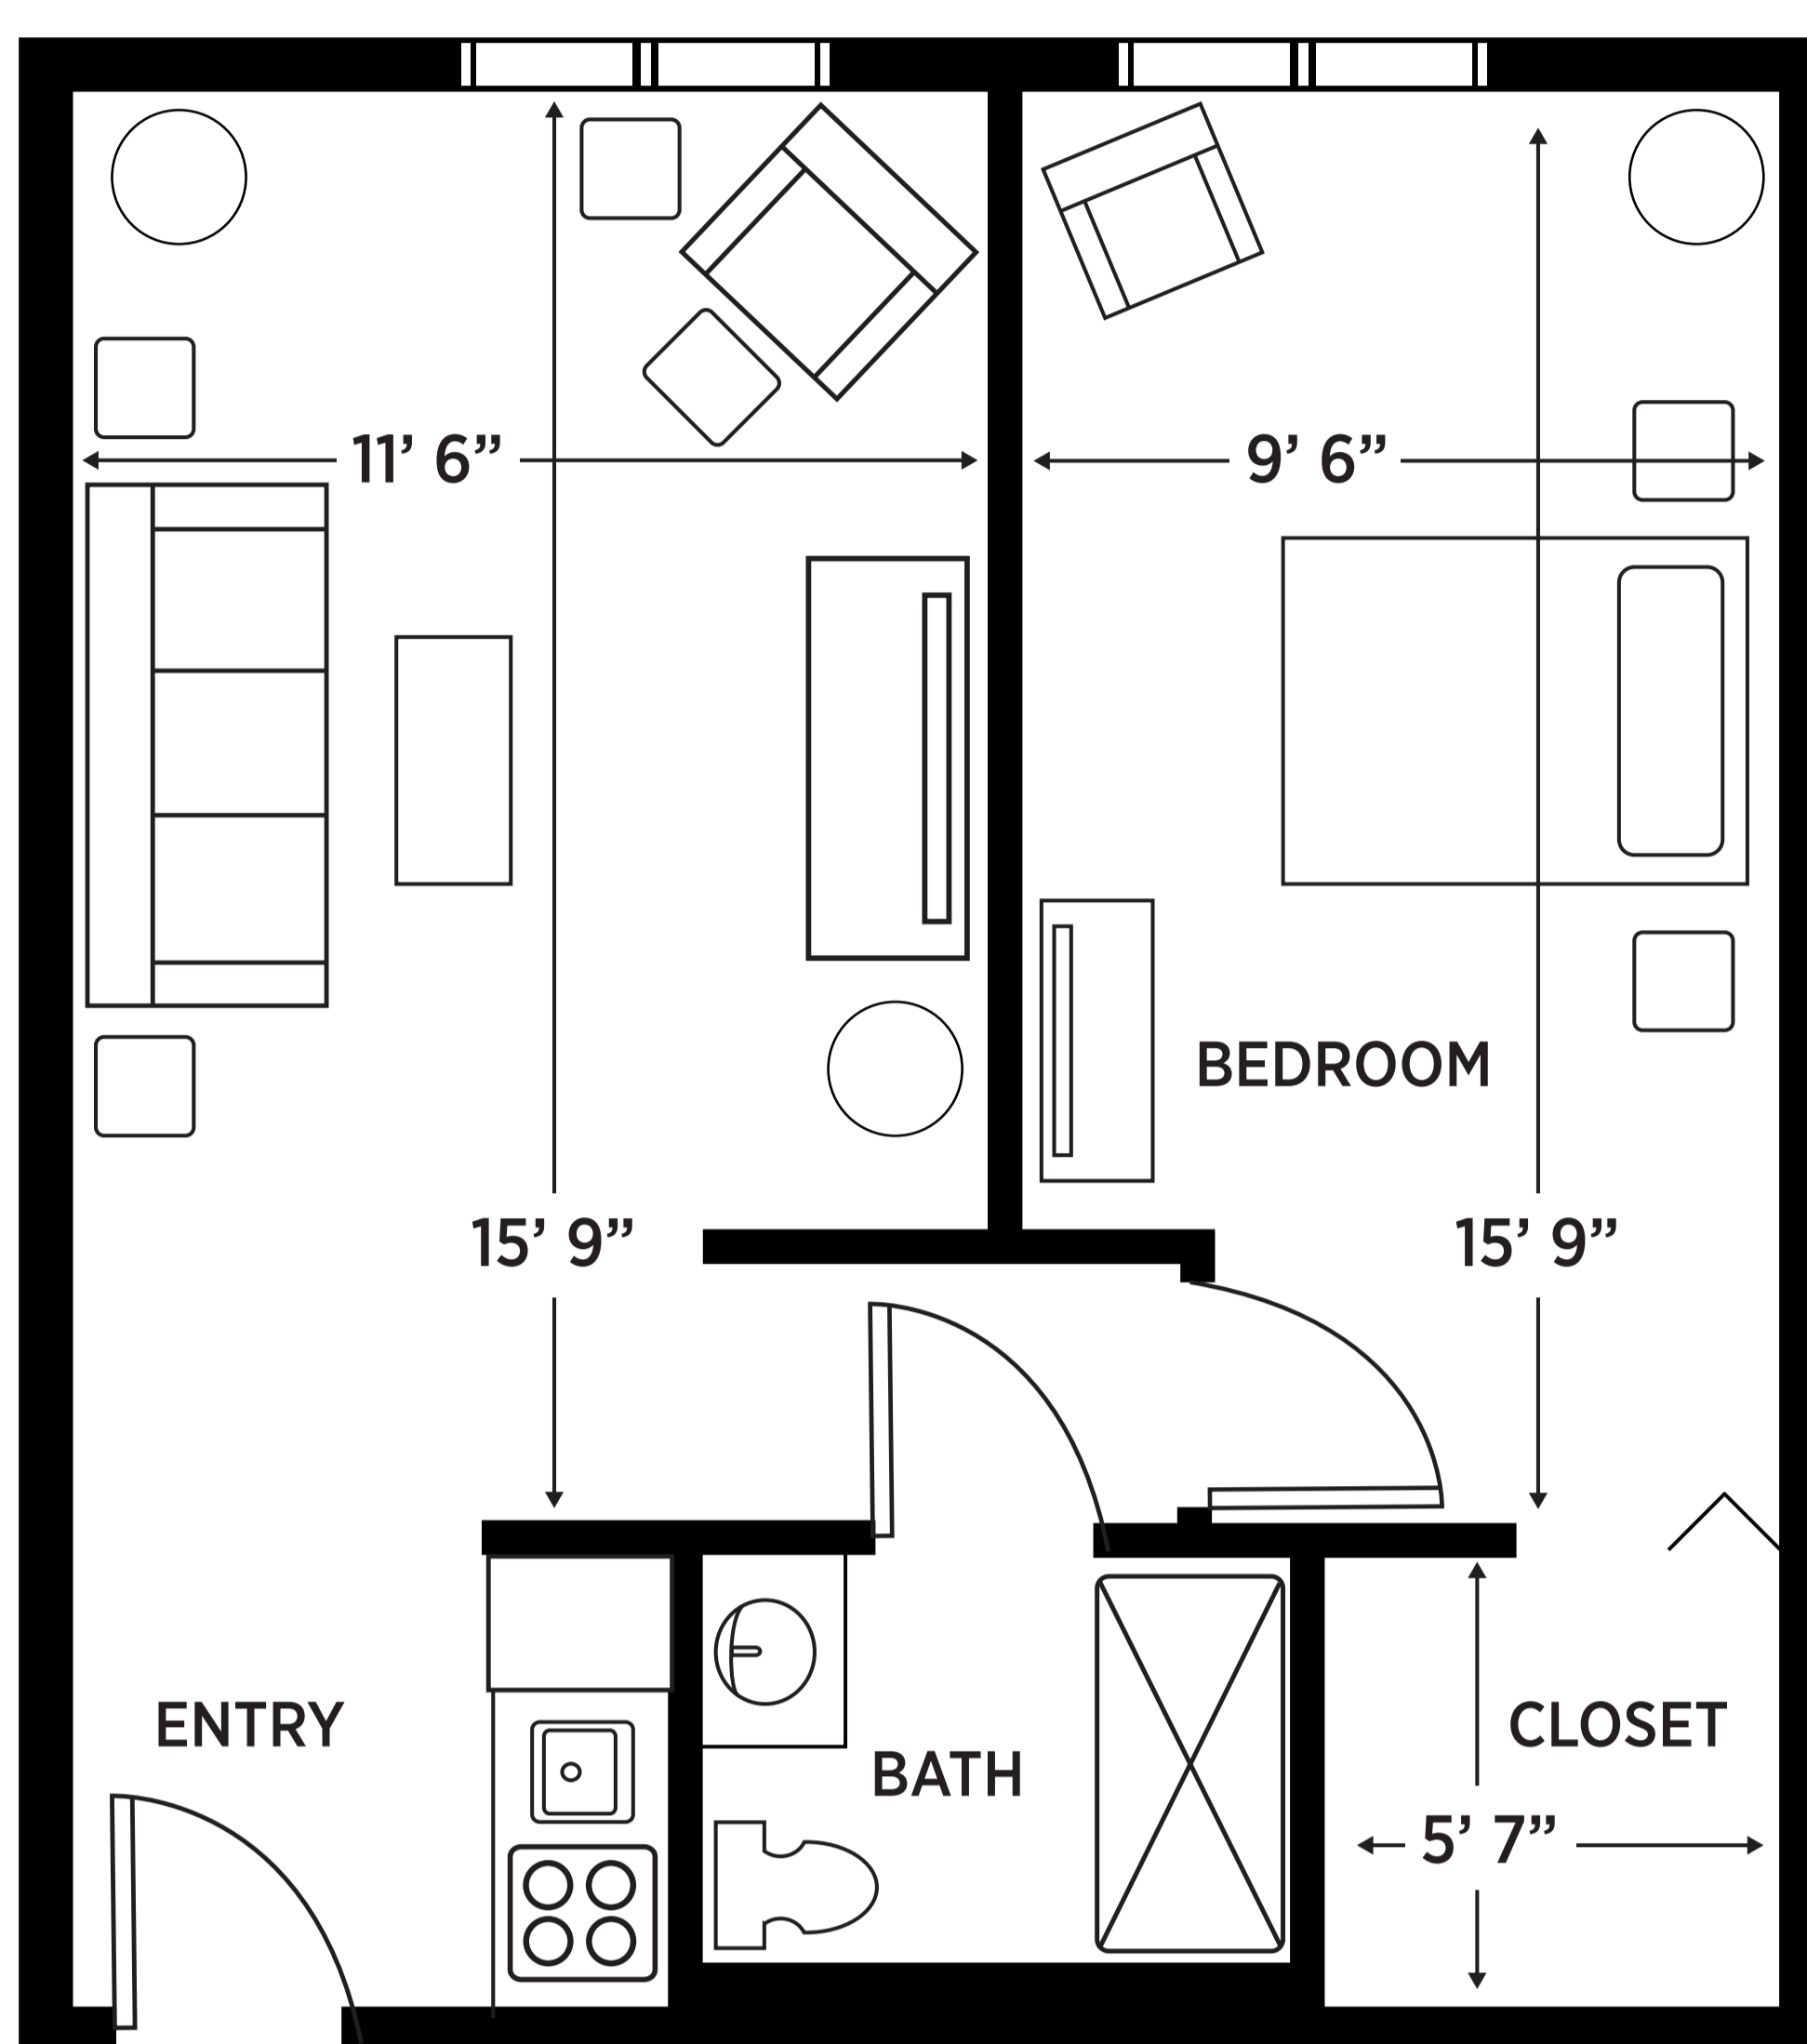 11’ 6”
9’ 6”
BEDROOM
15’ 9”
15’ 9”
ENTRY
BATH
CLOSET
5’ 7”